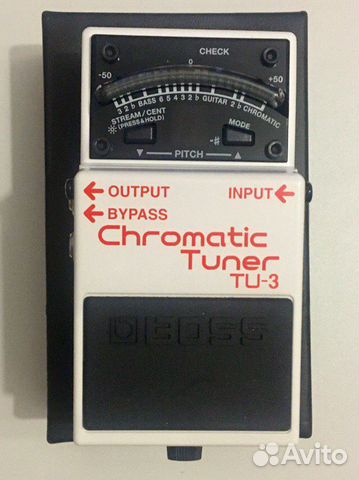 CHECK
-50 0 +50
3 2 b BASS 6 5 4 3 2 b GUITAR 2 b CHROMATIC
STREAM/CENT
(PRESS & HOLD)
MODE
PITCH
OUTPUT INPUT
BYPASS
Chromatic
Tuner
TU-3
BOSS
Avito